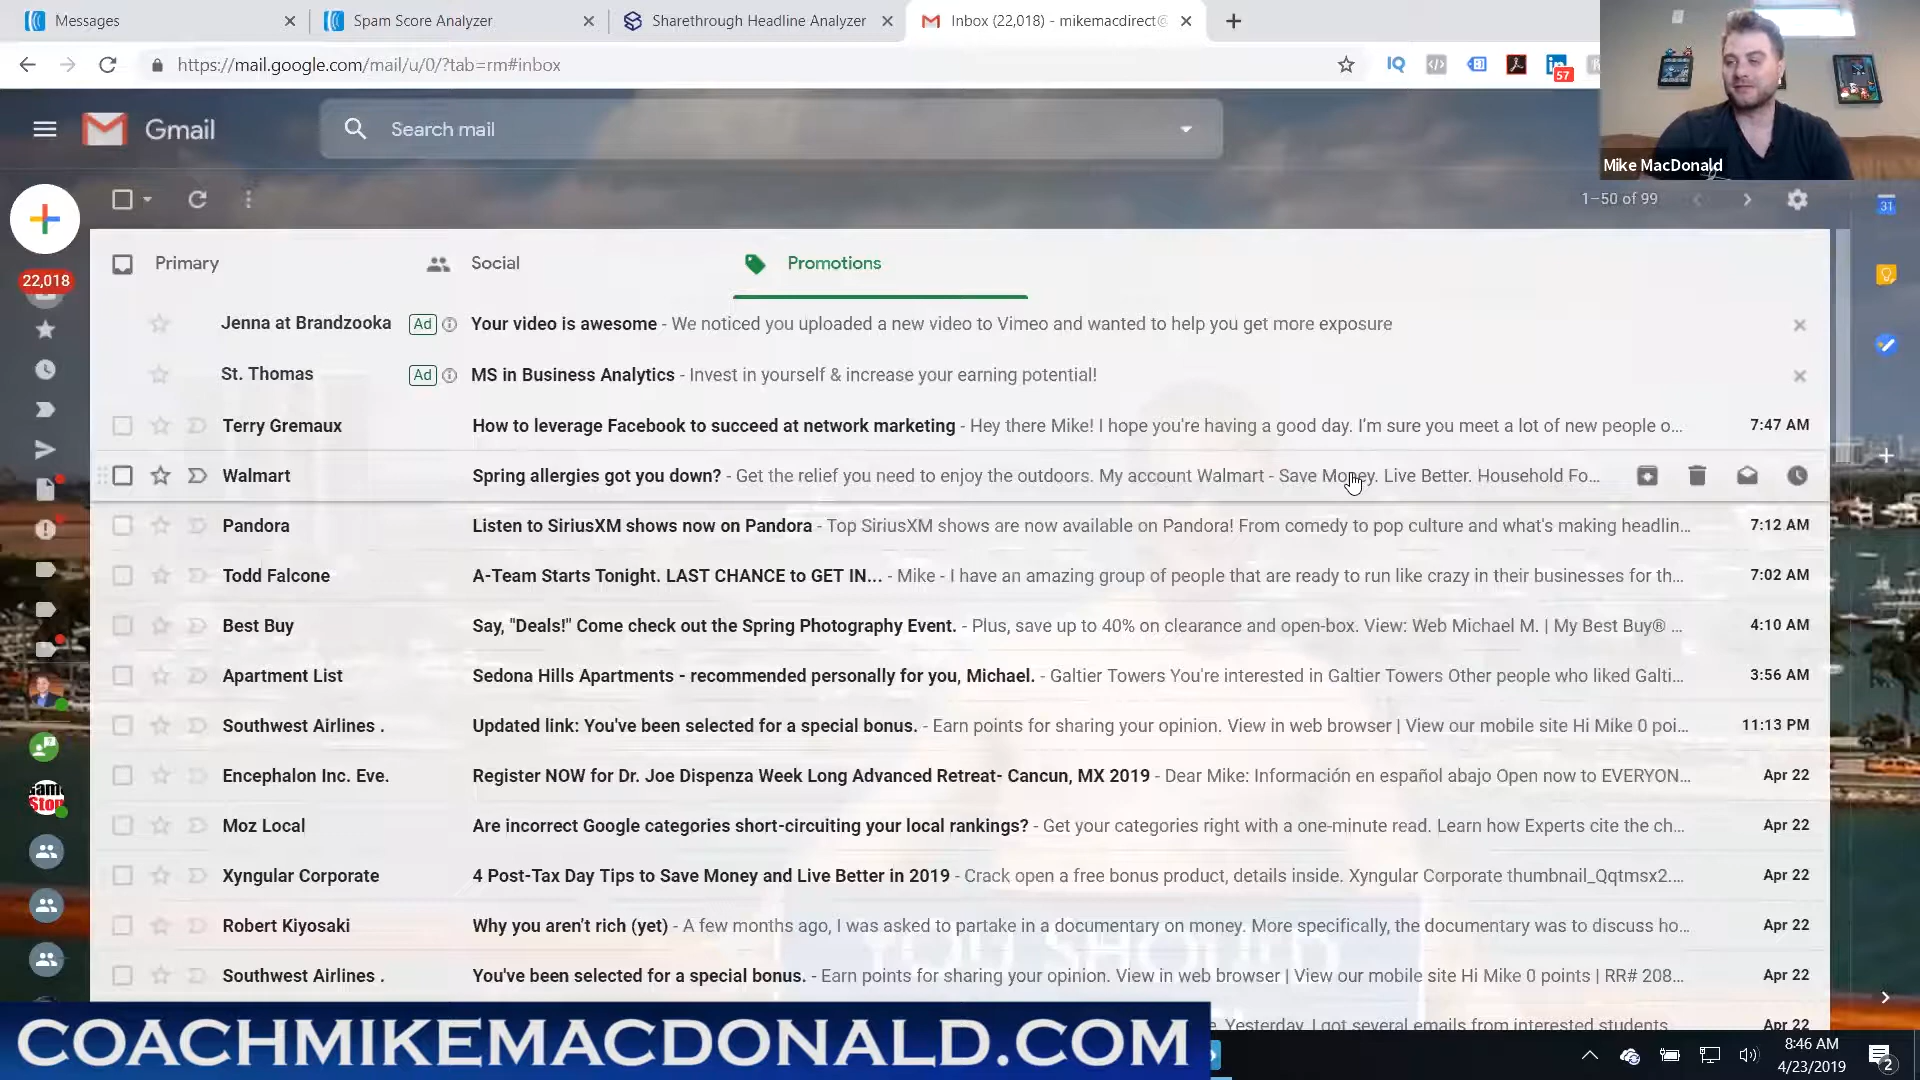 Messages
Spam Score Analyzer
Sharethrough Headline Analyzer
Inbox (22,018) - mikemacdirect@
https://mail.google.com/mail/u/0/?tab=rm#inbox
IQ
57
Gmail
Search mail
Mike MacDonald
1–50 of 99
31
22,018
Primary
Social
Promotions
Jenna at Brandzooka Ad Your video is awesome - We noticed you uploaded a new video to Vimeo and wanted to help you get more exposure
St. Thomas Ad MS in Business Analytics - Invest in yourself & increase your earning potential!
Terry Gremaux How to leverage Facebook to succeed at network marketing - Hey there Mike! I hope you're having a good day. I'm sure you meet a lot of new people o... 7:47 AM
Walmart Spring allergies got you down? - Get the relief you need to enjoy the outdoors. My account Walmart - Save Money. Live Better. Household Fo...
Pandora Listen to SiriusXM shows now on Pandora - Top SiriusXM shows are now available on Pandora! From comedy to pop culture and what's making headlin... 7:12 AM
Todd Falcone A-Team Starts Tonight. LAST CHANCE to GET IN... - Mike - I have an amazing group of people that are ready to run like crazy in their businesses for th... 7:02 AM
Best Buy Say, "Deals!" Come check out the Spring Photography Event. - Plus, save up to 40% on clearance and open-box. View: Web Michael M. | My Best Buy® ... 4:10 AM
Apartment List Sedona Hills Apartments - recommended personally for you, Michael. - Galtier Towers You're interested in Galtier Towers Other people who liked Galti... 3:56 AM
Southwest Airlines . Updated link: You've been selected for a special bonus. - Earn points for sharing your opinion. View in web browser | View our mobile site Hi Mike 0 poi... 11:13 PM
Encephalon Inc. Eve. Register NOW for Dr. Joe Dispenza Week Long Advanced Retreat- Cancun, MX 2019 - Dear Mike: Información en español abajo Open now to EVERYON... Apr 22
Moz Local Are incorrect Google categories short-circuiting your local rankings? - Get your categories right with a one-minute read. Learn how Experts cite the ch... Apr 22
Xyngular Corporate 4 Post-Tax Day Tips to Save Money and Live Better in 2019 - Crack open a free bonus product, details inside. Xyngular Corporate thumbnail_Qqtmsx2.... Apr 22
Robert Kiyosaki Why you aren't rich (yet) - A few months ago, I was asked to partake in a documentary on money. More specifically, the documentary was to discuss ho... Apr 22
YOU SHOULD
Southwest Airlines . You've been selected for a special bonus. - Earn points for sharing your opinion. View in web browser | View our mobile site Hi Mike 0 points | RR# 208... Apr 22
Yesterday, I got several emails from interested students Apr 22
COACHMIKEMACDONALD.COM
8:46 AM
4/23/2019
2